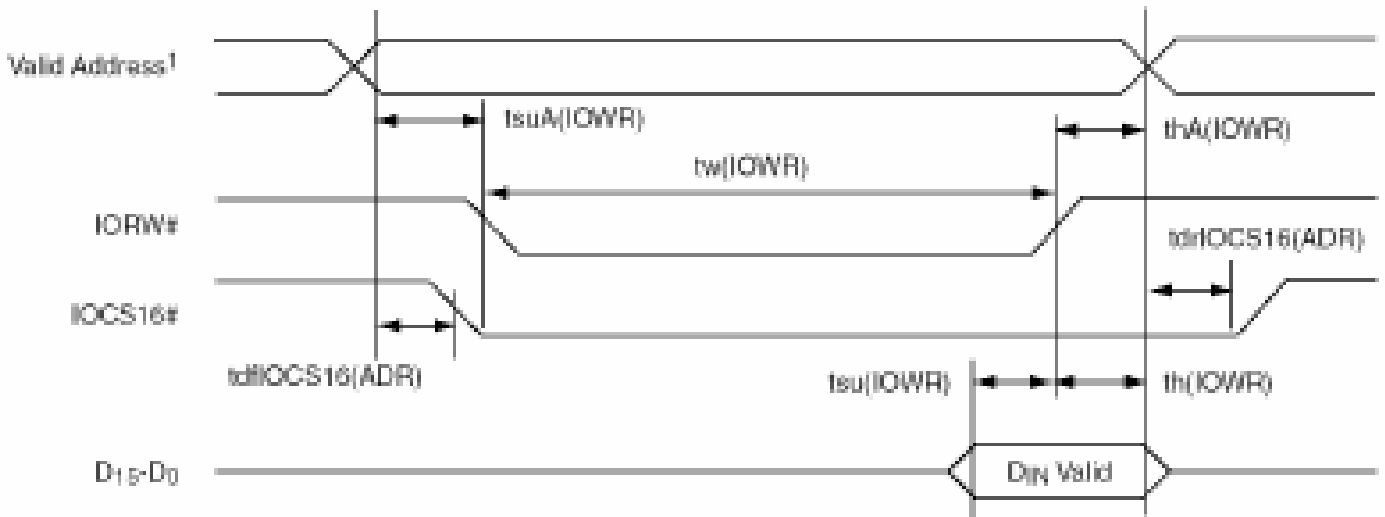 Valid Address¹
tsuA(IOWR)
thA(IOWR)
tw(IOWR)
IORW#
tdrIOCS16(ADR)
IOCS16#
tdfIOCS16(ADR)
tsu(IOWR)
th(IOWR)
D15-D0
DIN Valid